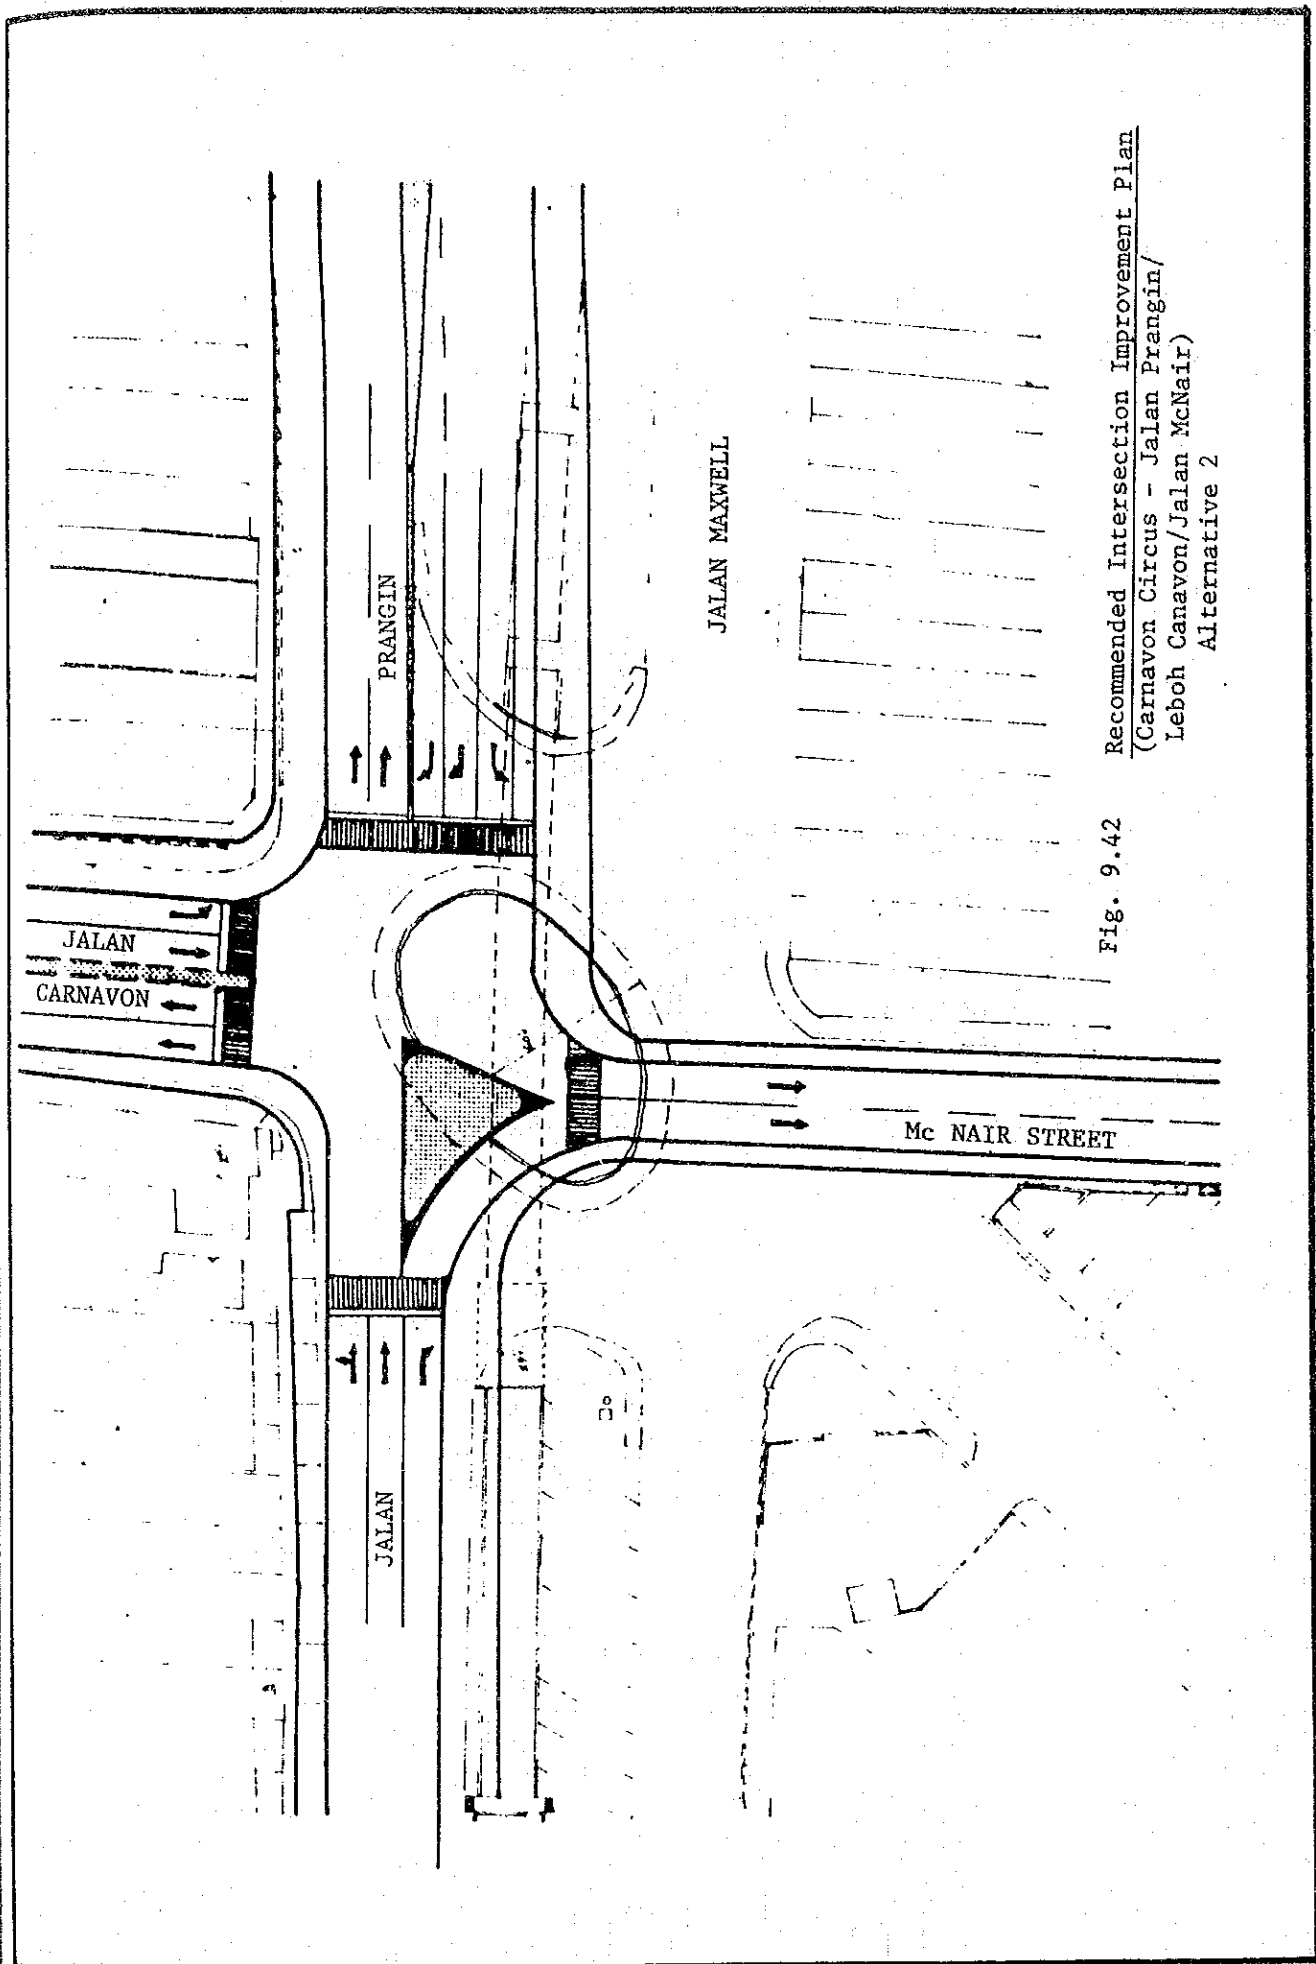 JALAN
CARNAVON
PRANGIN
JALAN
JALAN MAXWELL
Mc NAIR STREET
Fig. 9.42 Recommended Intersection Improvement Plan
(Carnavon Circus - Jalan Prangin/
Leboh Canavon/Jalan McNair)
Alternative 2